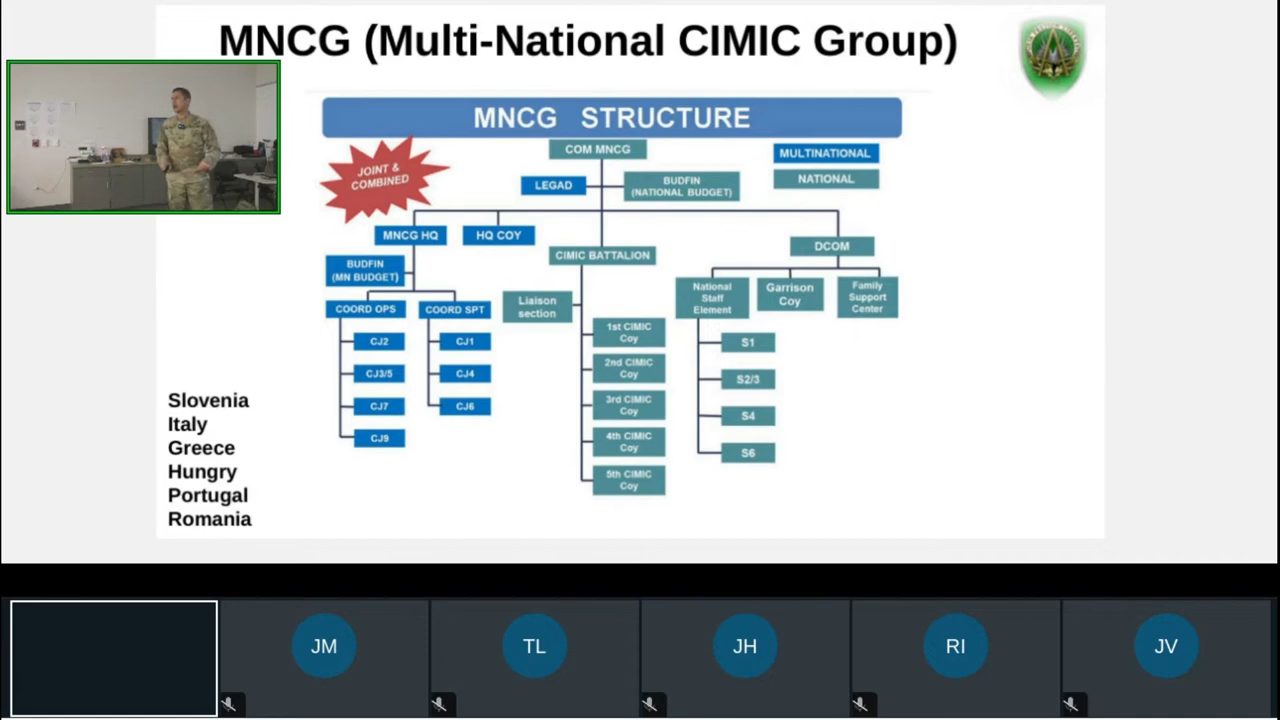 MNCG (Multi-National CIMIC Group)
MNCG STRUCTURE
JOINT &
COMBINED
COM MNCG
MULTINATIONAL
NATIONAL
LEGAD
BUDFIN
(NATIONAL BUDGET)
MNCG HQ
HQ COY
CIMIC BATTALION
DCOM
BUDFIN
(MN BUDGET)
COORD OPS
COORD SPT
Liaison
section
National
Staff
Element
Garrison
Coy
Family
Support
Center
CJ2
CJ3/5
CJ7
CJ9
CJ1
CJ4
CJ6
1st CIMIC
Coy
2nd CIMIC
Coy
3rd CIMIC
Coy
4th CIMIC
Coy
5th CIMIC
Coy
S1
S2/3
S4
S6
Slovenia
Italy
Greece
Hungry
Portugal
Romania
JM
TL
JH
RI
JV